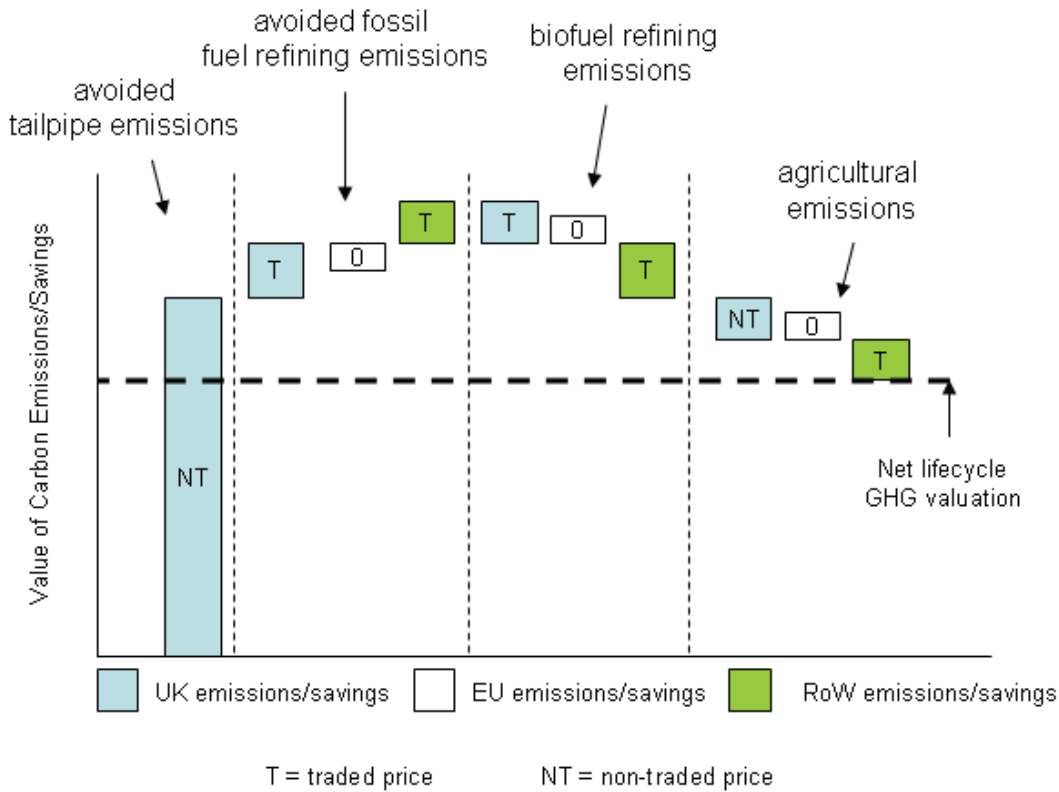 avoided fossil
fuel refining emissions
biofuel refining
emissions
avoided
tailpipe emissions
agricultural
emissions
Value of Carbon Emissions/Savings
NT
T
0
T
T
0
T
NT
0
T
Net lifecycle
GHG valuation
UK emissions/savings
EU emissions/savings
RoW emissions/savings
T = traded price
NT = non-traded price